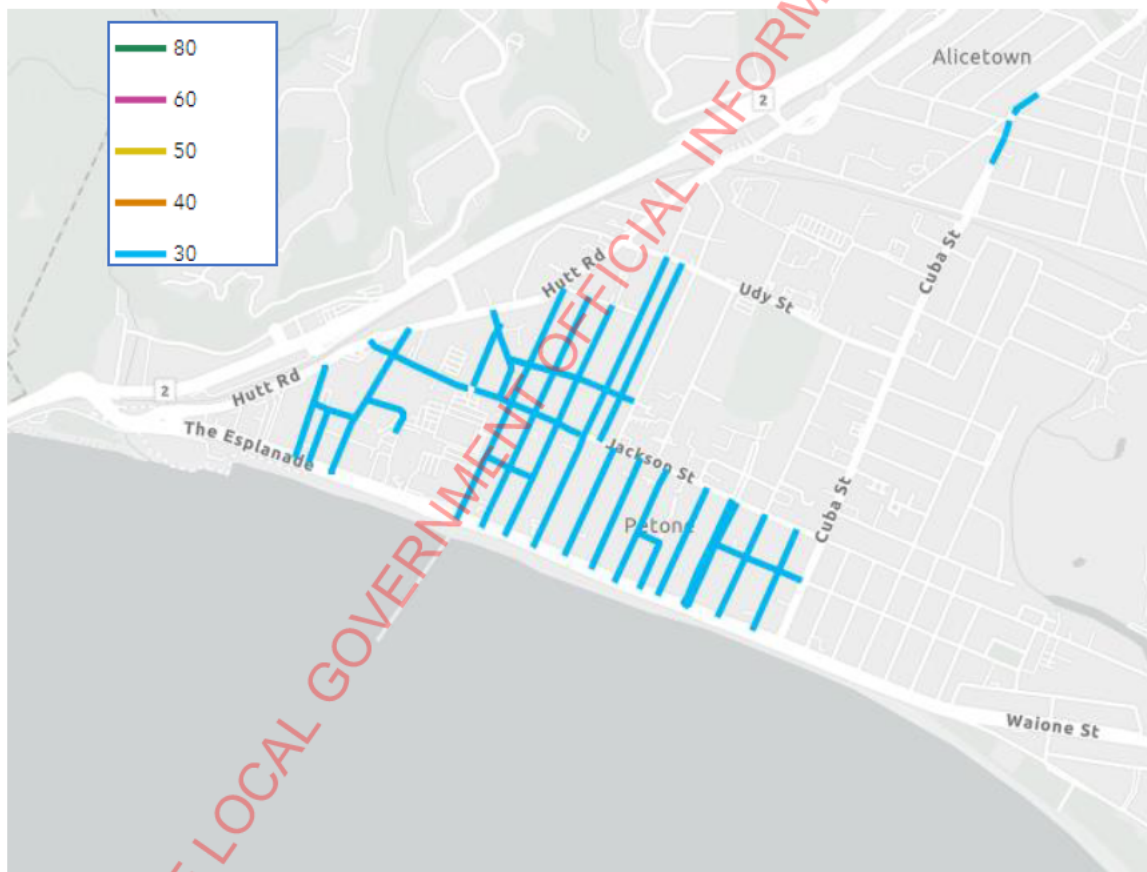 80
60
50
40
30
Alicetown
2
Hutt Rd
Udy St
Cuba St
2
Hutt Rd
The Esplanade
Jackson St
Petone
Cuba St
Waione St
LOCAL GOVERNMENT OFFICIAL